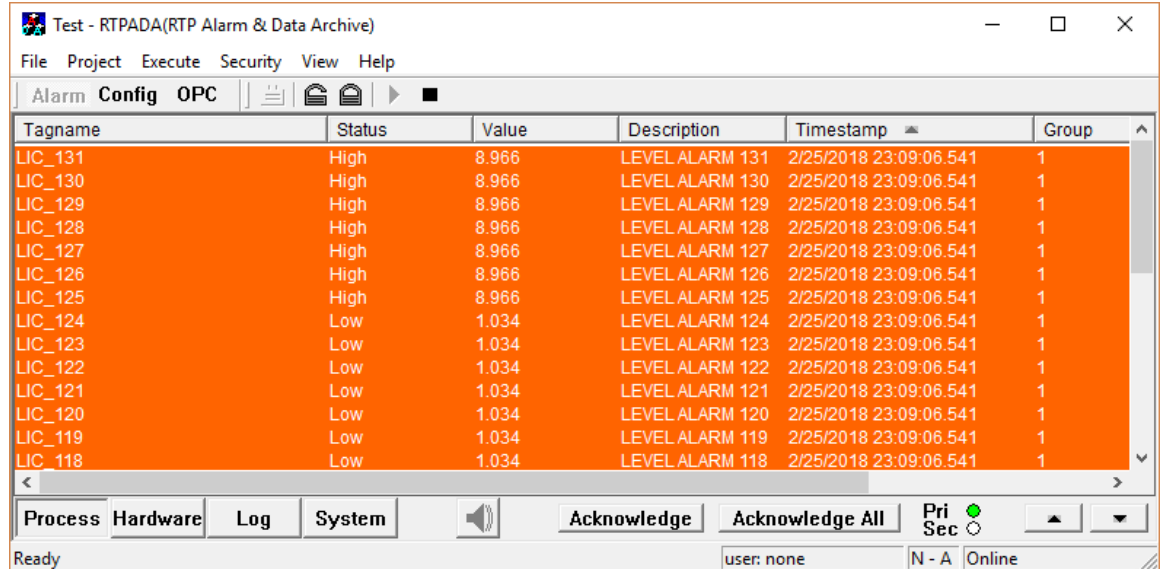 Test - RTPADA(RTP Alarm & Data Archive)
File Project Execute Security View Help
Alarm Config OPC
Tagname Status Value Description Timestamp Group
LIC_131 High 8.966 LEVEL ALARM 131 2/25/2018 23:09:06.541 1
LIC_130 High 8.966 LEVEL ALARM 130 2/25/2018 23:09:06.541 1
LIC_129 High 8.966 LEVEL ALARM 129 2/25/2018 23:09:06.541 1
LIC_128 High 8.966 LEVEL ALARM 128 2/25/2018 23:09:06.541 1
LIC_127 High 8.966 LEVEL ALARM 127 2/25/2018 23:09:06.541 1
LIC_126 High 8.966 LEVEL ALARM 126 2/25/2018 23:09:06.541 1
LIC_125 High 8.966 LEVEL ALARM 125 2/25/2018 23:09:06.541 1
LIC_124 Low 1.034 LEVEL ALARM 124 2/25/2018 23:09:06.541 1
LIC_123 Low 1.034 LEVEL ALARM 123 2/25/2018 23:09:06.541 1
LIC_122 Low 1.034 LEVEL ALARM 122 2/25/2018 23:09:06.541 1
LIC_121 Low 1.034 LEVEL ALARM 121 2/25/2018 23:09:06.541 1
LIC_120 Low 1.034 LEVEL ALARM 120 2/25/2018 23:09:06.541 1
LIC_119 Low 1.034 LEVEL ALARM 119 2/25/2018 23:09:06.541 1
LIC_118 Low 1.034 LEVEL ALARM 118 2/25/2018 23:09:06.541 1
Process Hardware Log System Acknowledge Acknowledge All Pri
Sec
Ready user: none N - A Online